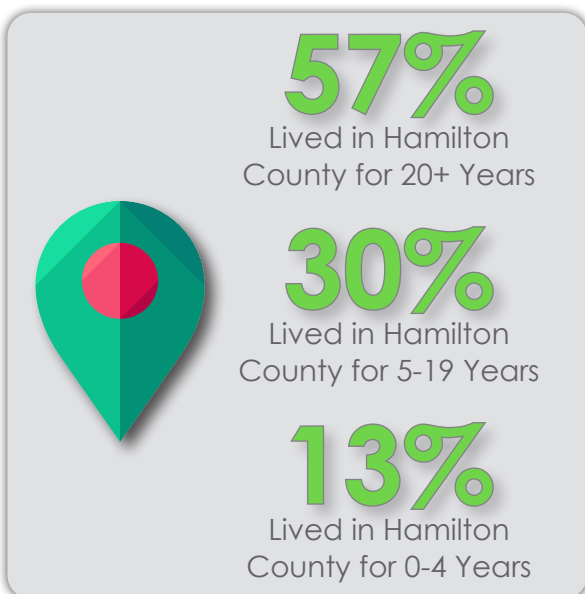 57%
Lived in Hamilton
County for 20+ Years
30%
Lived in Hamilton
County for 5-19 Years
13%
Lived in Hamilton
County for 0-4 Years